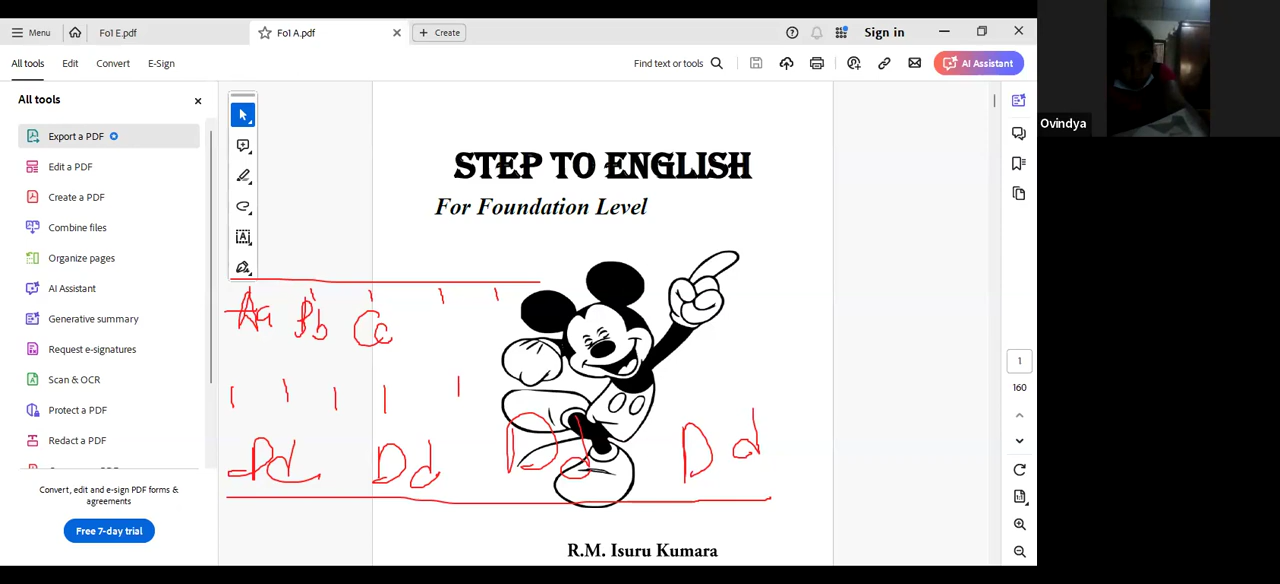 Menu
Fo1 E.pdf
Fo1 A.pdf
Create
Sign in
All tools
Edit
Convert
E-Sign
Find text or tools
AI Assistant
All tools
Export a PDF
Edit a PDF
Create a PDF
Combine files
Organize pages
AI Assistant
Generative summary
Request e-signatures
Scan & OCR
Protect a PDF
Redact a PDF
Convert, edit and e-sign PDF forms &
agreements
Free 7-day trial
STEP TO ENGLISH
For Foundation Level
Aa Bb Cc
Dd Dd Dd Dd
R.M. Isuru Kumara
1
160
Ovindya